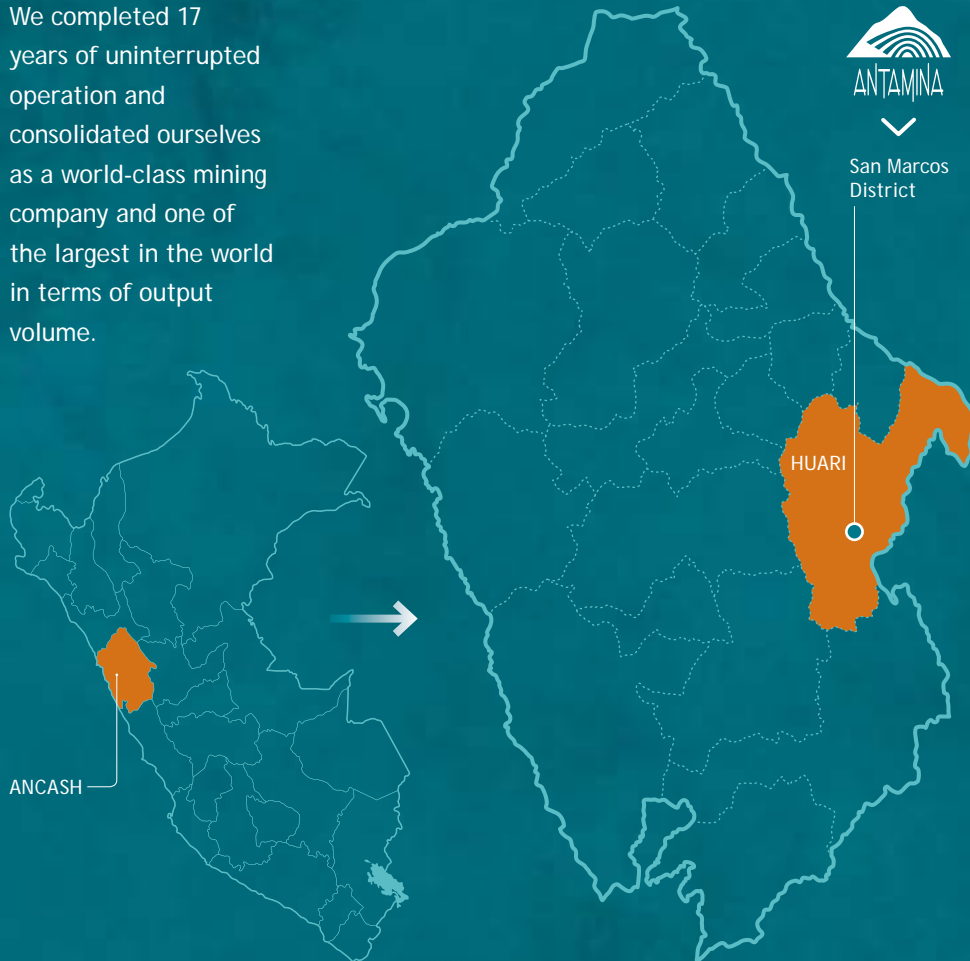 We completed 17
years of uninterrupted
operation and
consolidated ourselves
as a world-class mining
company and one of
the largest in the world
in terms of output
volume.
ANTAMINA
San Marcos
District
HUARI
ANCASH